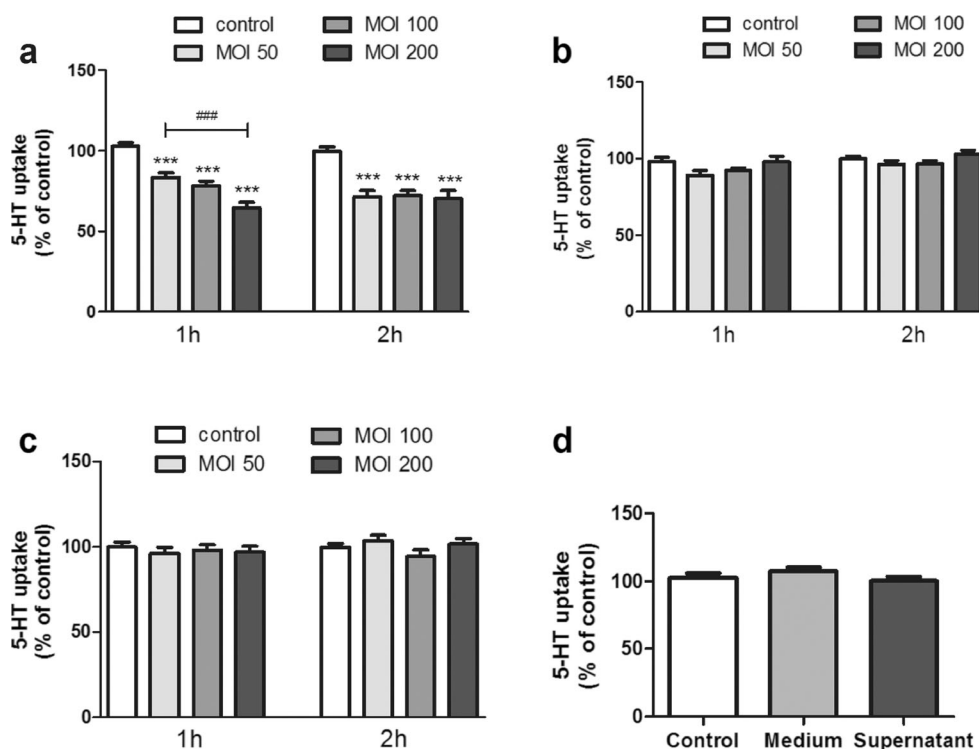 a
control
MOI 100
MOI 50
MOI 200
5-HT uptake
(% of control)
150
100
50
0
###
*** *** ***
*** *** ***
1h
2h
b
control
MOI 100
MOI 50
MOI 200
5-HT uptake
(% of control)
150
100
50
0
1h
2h
c
control
MOI 100
MOI 50
MOI 200
5-HT uptake
(% of control)
150
100
50
0
1h
2h
d
5-HT uptake
(% of control)
150
100
50
0
Control Medium Supernatant